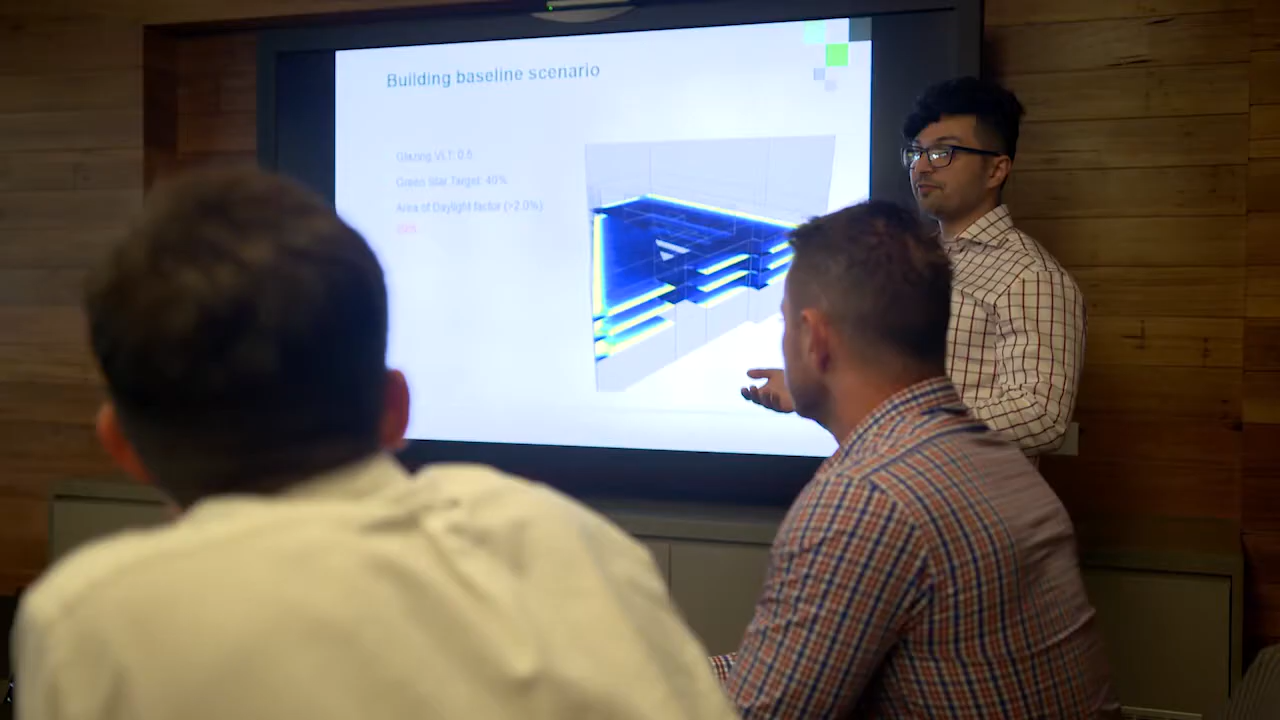 Building baseline scenario
Glazing VLT: 0.5
Green Star Target: 40%
Area of Daylight factor (>2.0%)